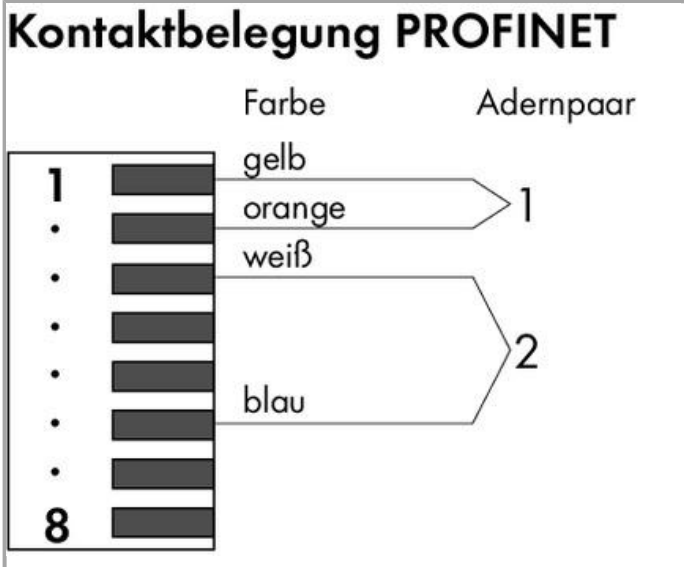 Kontaktbelegung PROFINET
Farbe Adernpaar
gelb
1
orange
1
weiß
2
blau
8